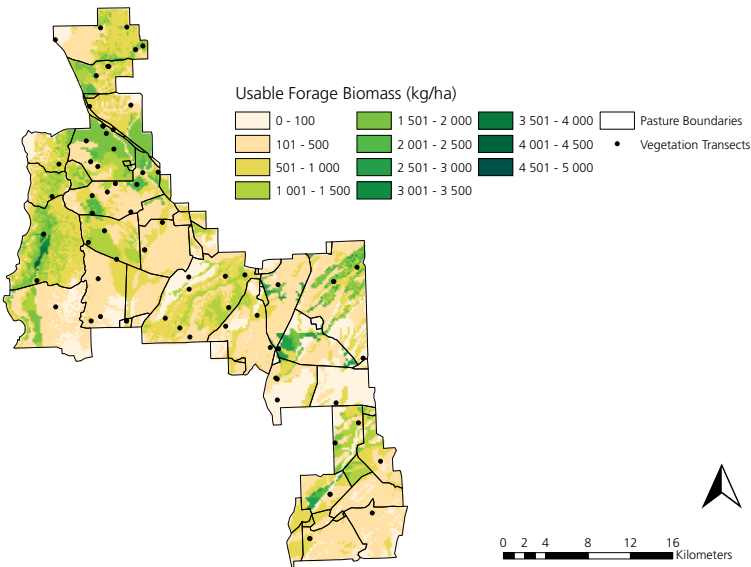 Usable Forage Biomass (kg/ha)
0 - 100
101 - 500
501 - 1 000
1 001 - 1 500
1 501 - 2 000
2 001 - 2 500
2 501 - 3 000
3 001 - 3 500
3 501 - 4 000
4 001 - 4 500
4 501 - 5 000
Pasture Boundaries
Vegetation Transects
0 2 4 8 12 16
Kilometers